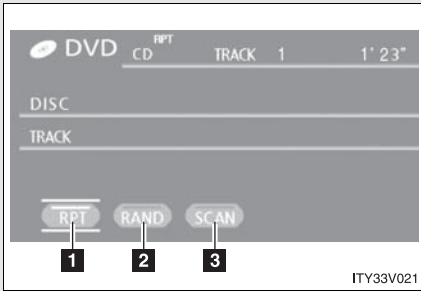 DVD CD RPT TRACK 1 1' 23"
DISC
TRACK
RPT RAND SCAN
1 2 3
ITY33V021